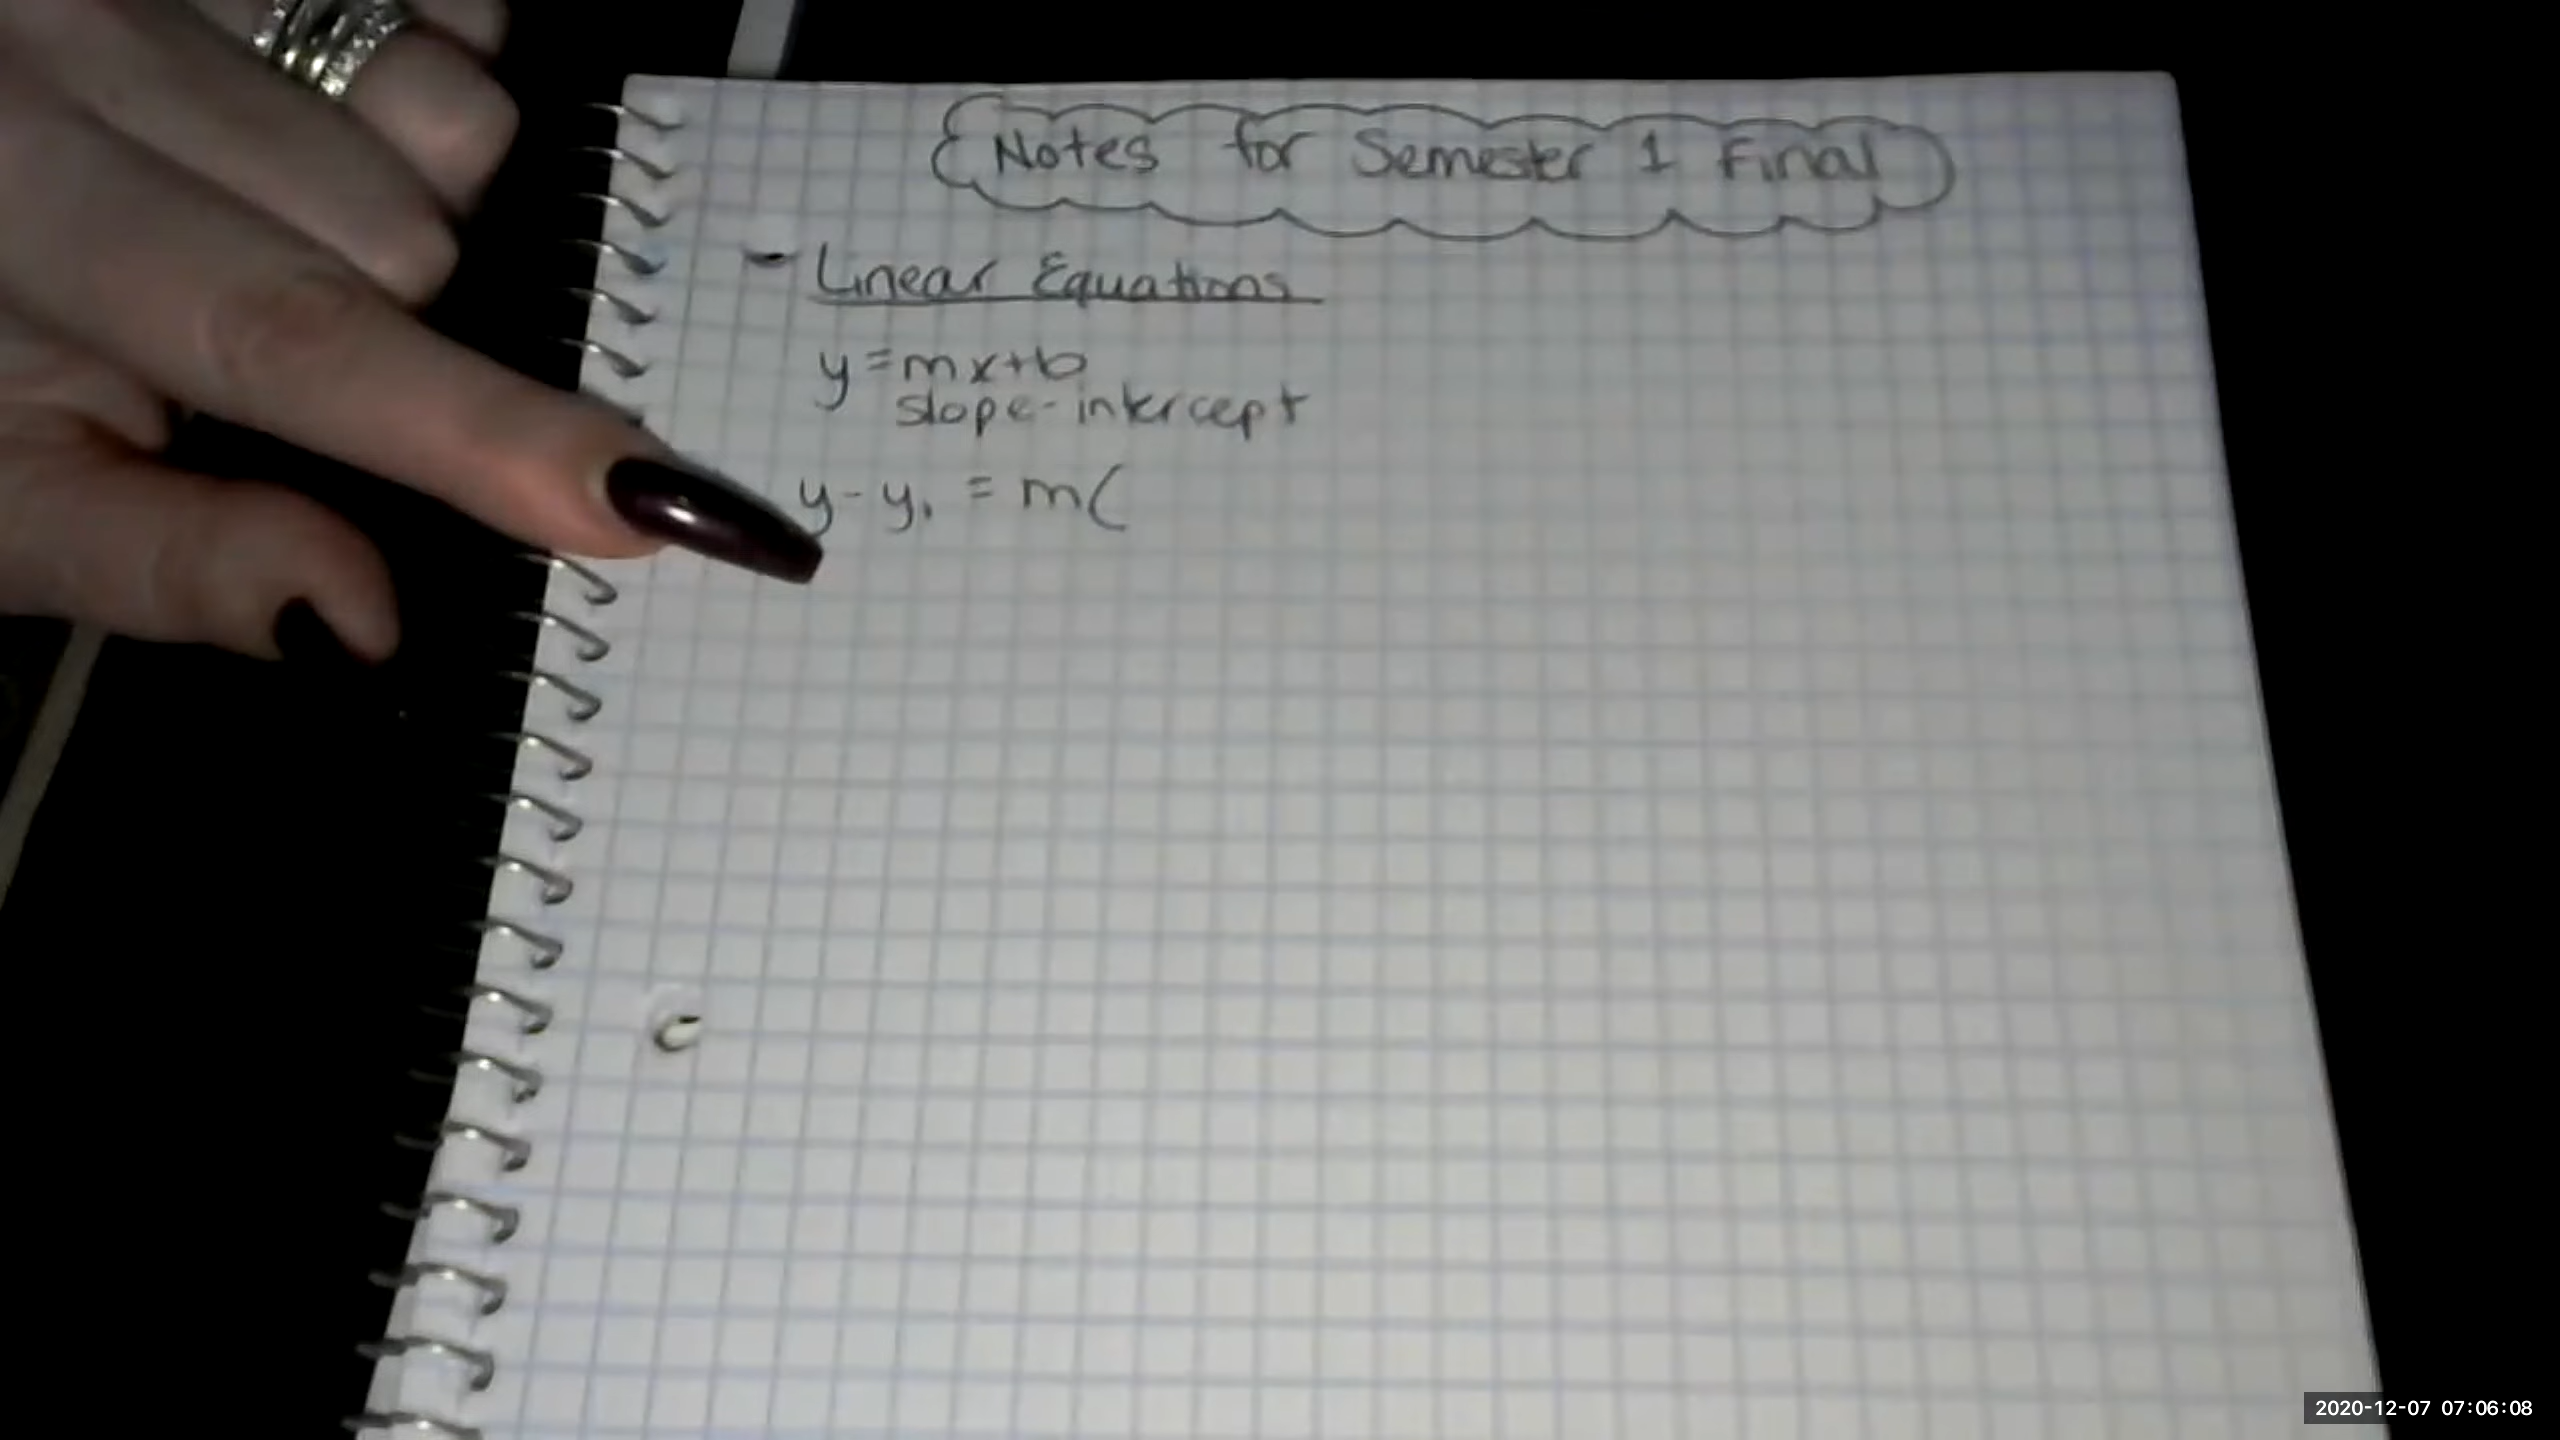 Notes for Semester 1 Final
- Linear Equations
y = mx+b
slope-intercept
y - y₁ = m(
2020-12-07 07:06:08